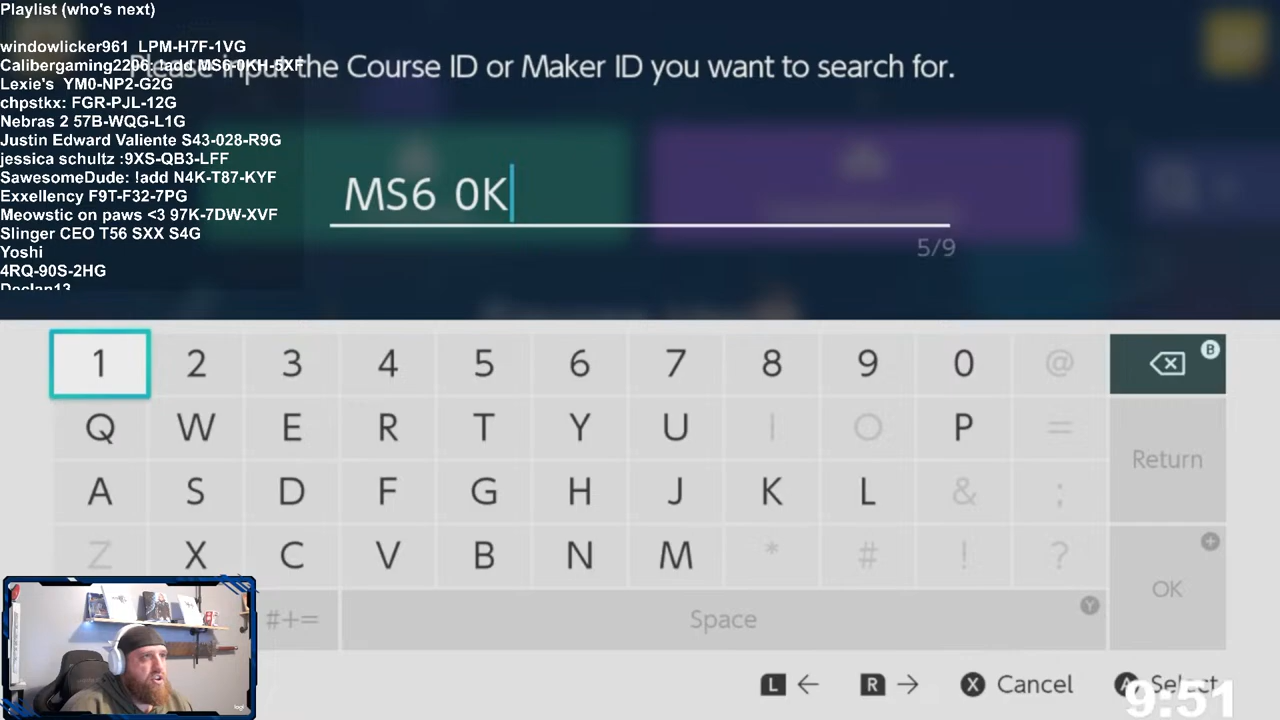 Playlist (who's next)
windowlicker961 LPM-H7F-1VG
Calibergaming2206: !add MS6-0KH-5XF
Lexie's YM0-NP2-G2G
chpstkx: FGR-PJL-12G
Nebras 2 57B-WQG-L1G
Justin Edward Valiente S43-028-R9G
jessica schultz :9XS-QB3-LFF
SawesomeDude: !add N4K-T87-KYF
Exxellency F9T-F32-7PG
Meowstic on paws <3 97K-7DW-XVF
Slinger CEO T56 SXX S4G
Yoshi
4RQ-90S-2HG
Declan13
Please input the Course ID or Maker ID you want to search for.
MS6 0K
5/9
1 2 3 4 5 6 7 8 9 0 @ B
Q W E R T Y U I O P =
Return
A S D F G H J K L & ;
Z X C V B N M * # ! ? +
OK
#+= Space Y
L ← R → X Cancel A Select
9:51